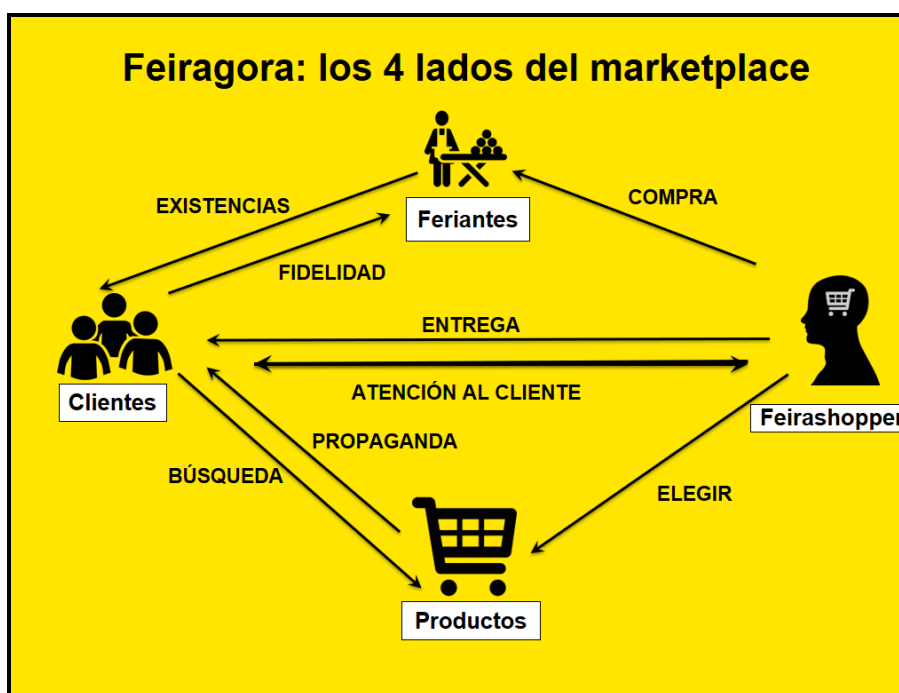 Feiragora: los 4 lados del marketplace
EXISTENCIAS
COMPRA
Feriantes
FIDELIDAD
ENTREGA
ATENCIÓN AL CLIENTE
Clientes
Feirashopper
PROPAGANDA
BÚSQUEDA
ELEGIR
Productos